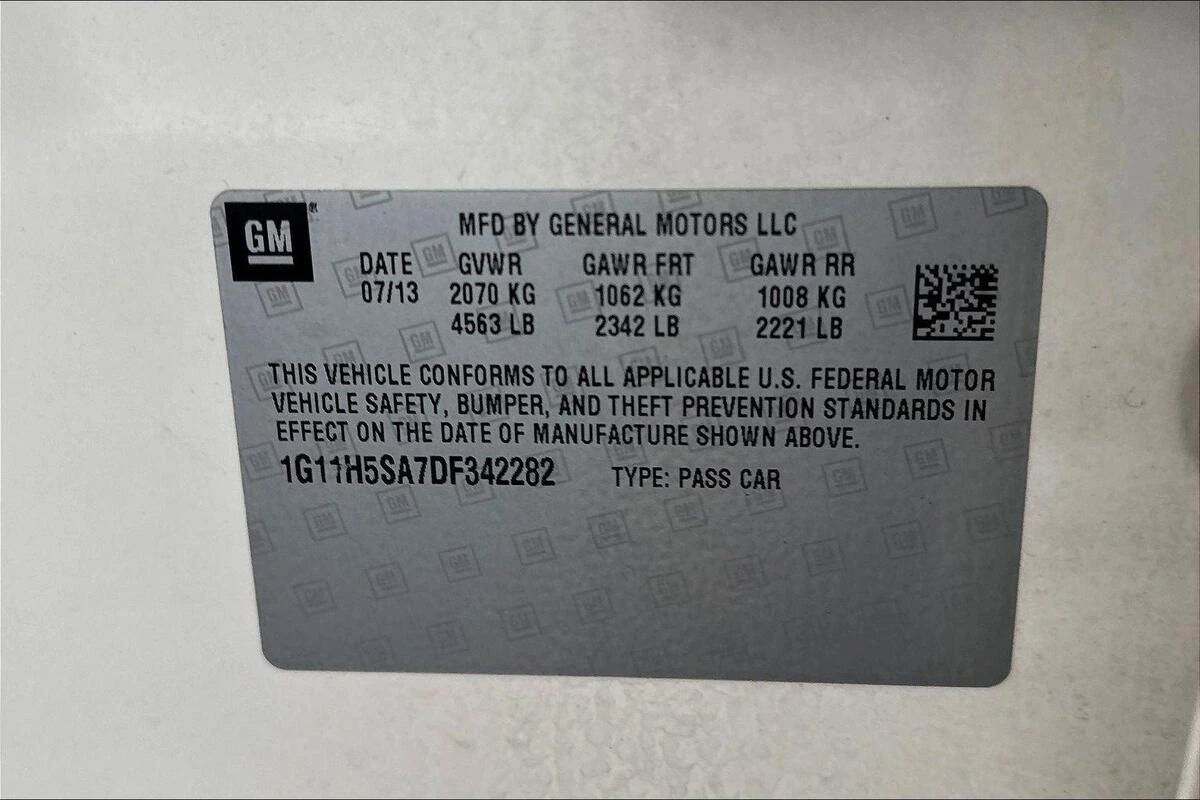 GM
MFD BY GENERAL MOTORS LLC
DATE GVWR GAWR FRT GAWR RR
07/13 2070 KG 1062 KG 1008 KG
4563 LB 2342 LB 2221 LB
THIS VEHICLE CONFORMS TO ALL APPLICABLE U.S. FEDERAL MOTOR
VEHICLE SAFETY, BUMPER, AND THEFT PREVENTION STANDARDS IN
EFFECT ON THE DATE OF MANUFACTURE SHOWN ABOVE.
1G11H5SA7DF342282 TYPE: PASS CAR